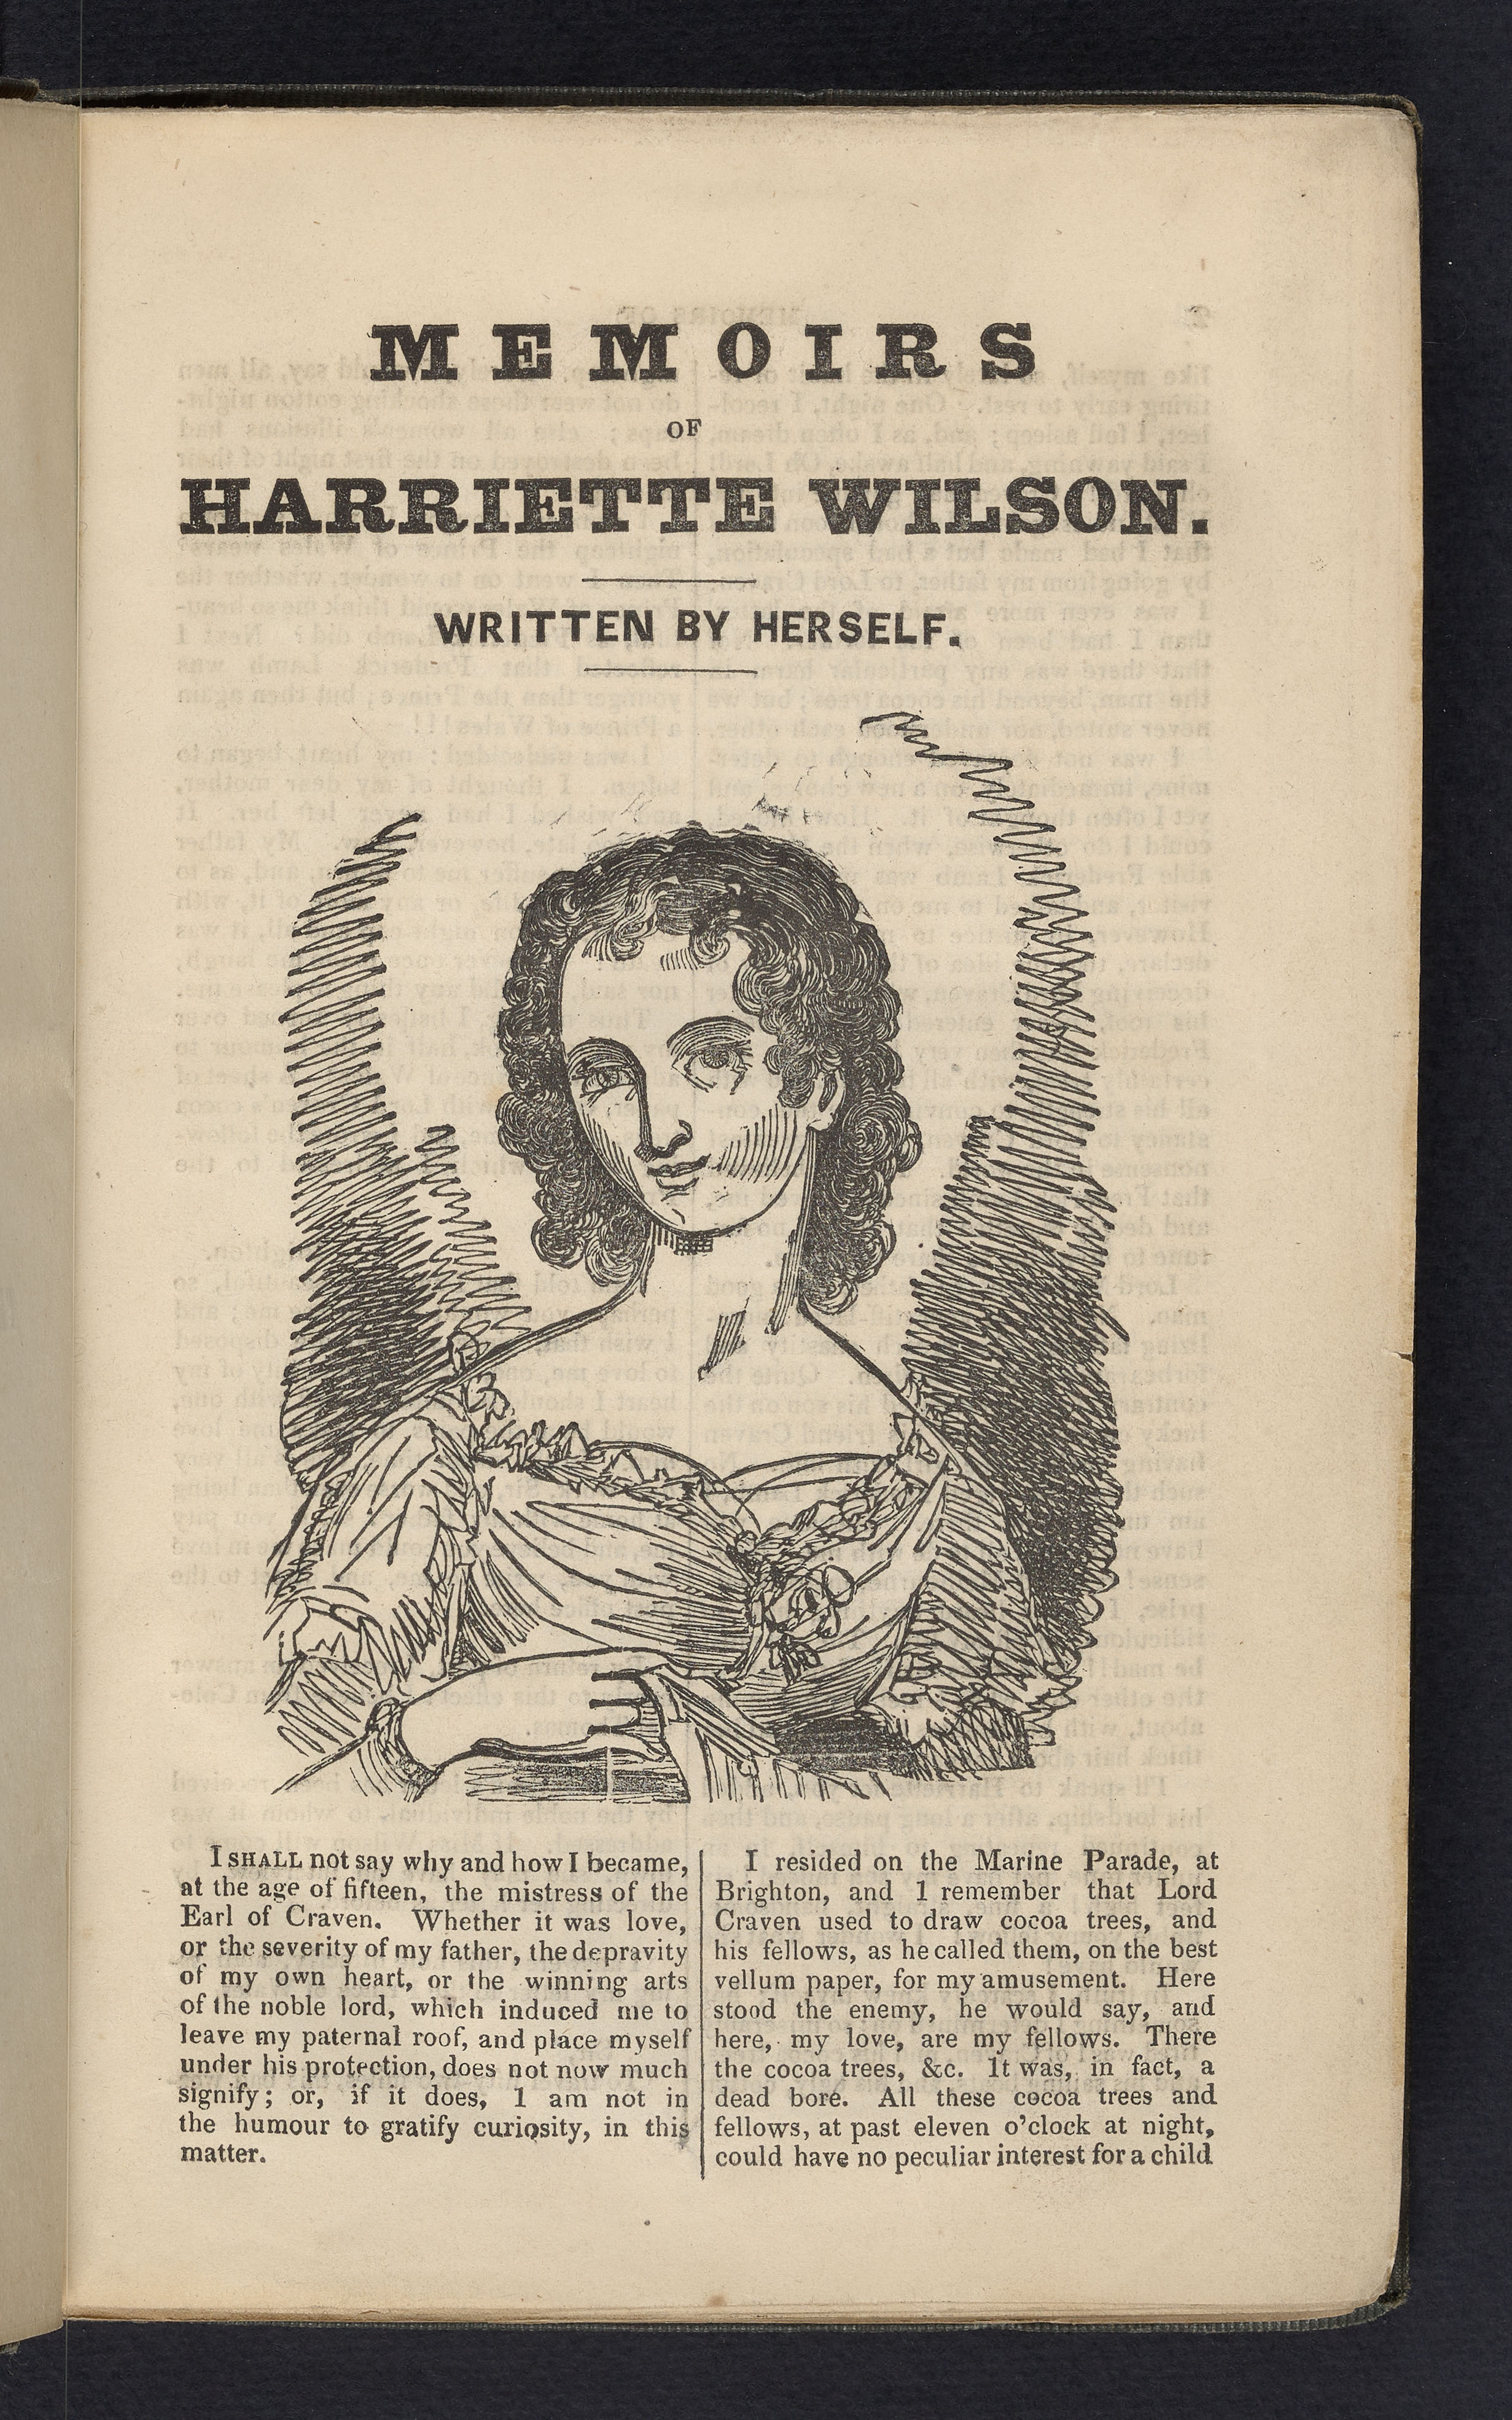 MEMOIRS
OF
HARRIETTE WILSON.
WRITTEN BY HERSELF.
I SHALL not say why and how I became,
at the age of fifteen, the mistress of the
Earl of Craven. Whether it was love,
or the severity of my father, the depravity
of my own heart, or the winning arts
of the noble lord, which induced me to
leave my paternal roof, and place myself
under his protection, does not now much
signify; or, if it does, 1 am not in
the humour to gratify curiosity, in this
matter.
I resided on the Marine Parade, at
Brighton, and 1 remember that Lord
Craven used to draw cocoa trees, and
his fellows, as he called them, on the best
vellum paper, for my amusement. Here
stood the enemy, he would say, and
here, my love, are my fellows. There
the cocoa trees, &c. It was, in fact, a
dead bore. All these cocoa trees and
fellows, at past eleven o'clock at night,
could have no peculiar interest for a child